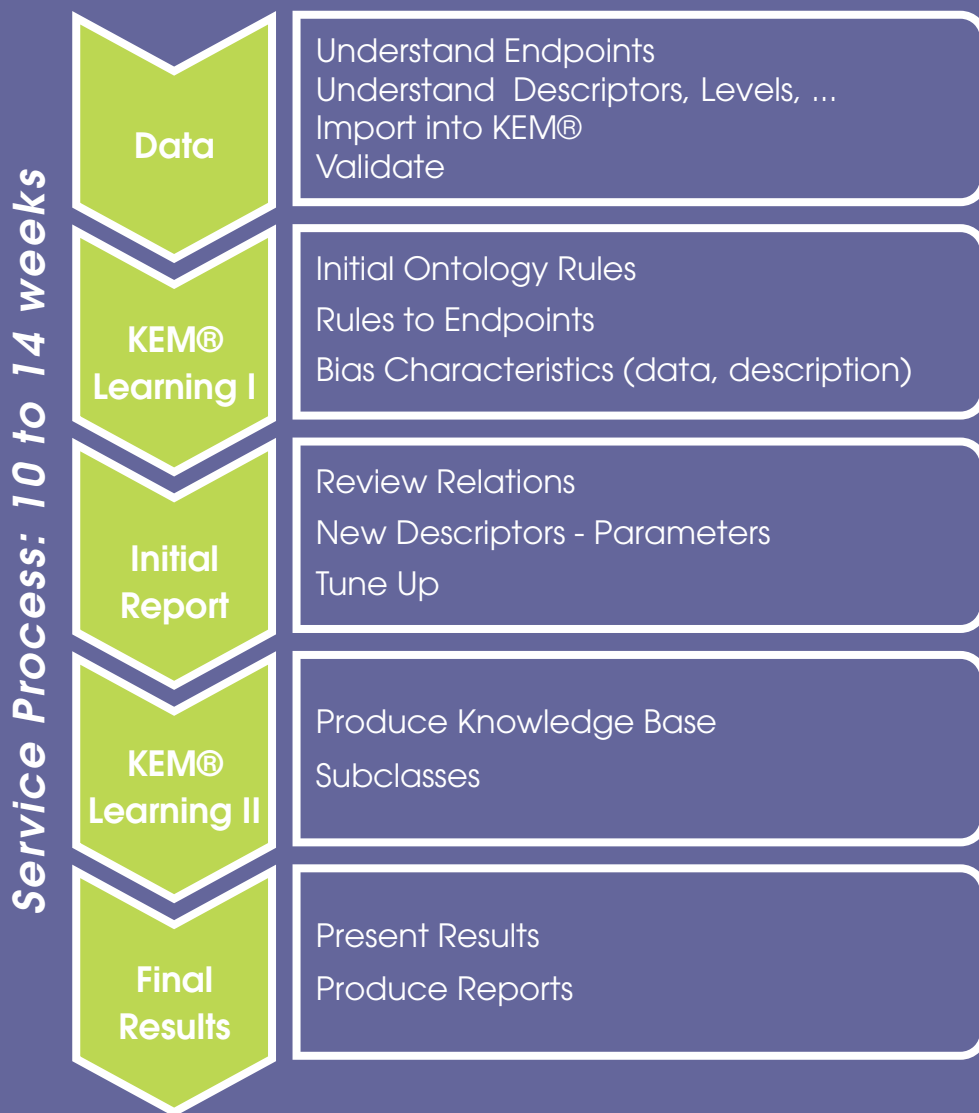 Service Process: 10 to 14 weeks
Data
Understand Endpoints
Understand Descriptors, Levels, ...
Import into KEM®
Validate
KEM®
Learning I
Initial Ontology Rules
Rules to Endpoints
Bias Characteristics (data, description)
Initial
Report
Review Relations
New Descriptors - Parameters
Tune Up
KEM®
Learning II
Produce Knowledge Base
Subclasses
Final
Results
Present Results
Produce Reports